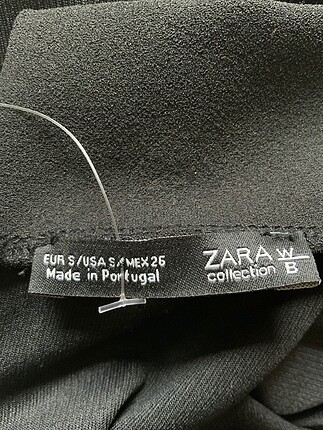 EUR S/USA S/MEX 26
Made in Portugal
ZARA W/B
collection